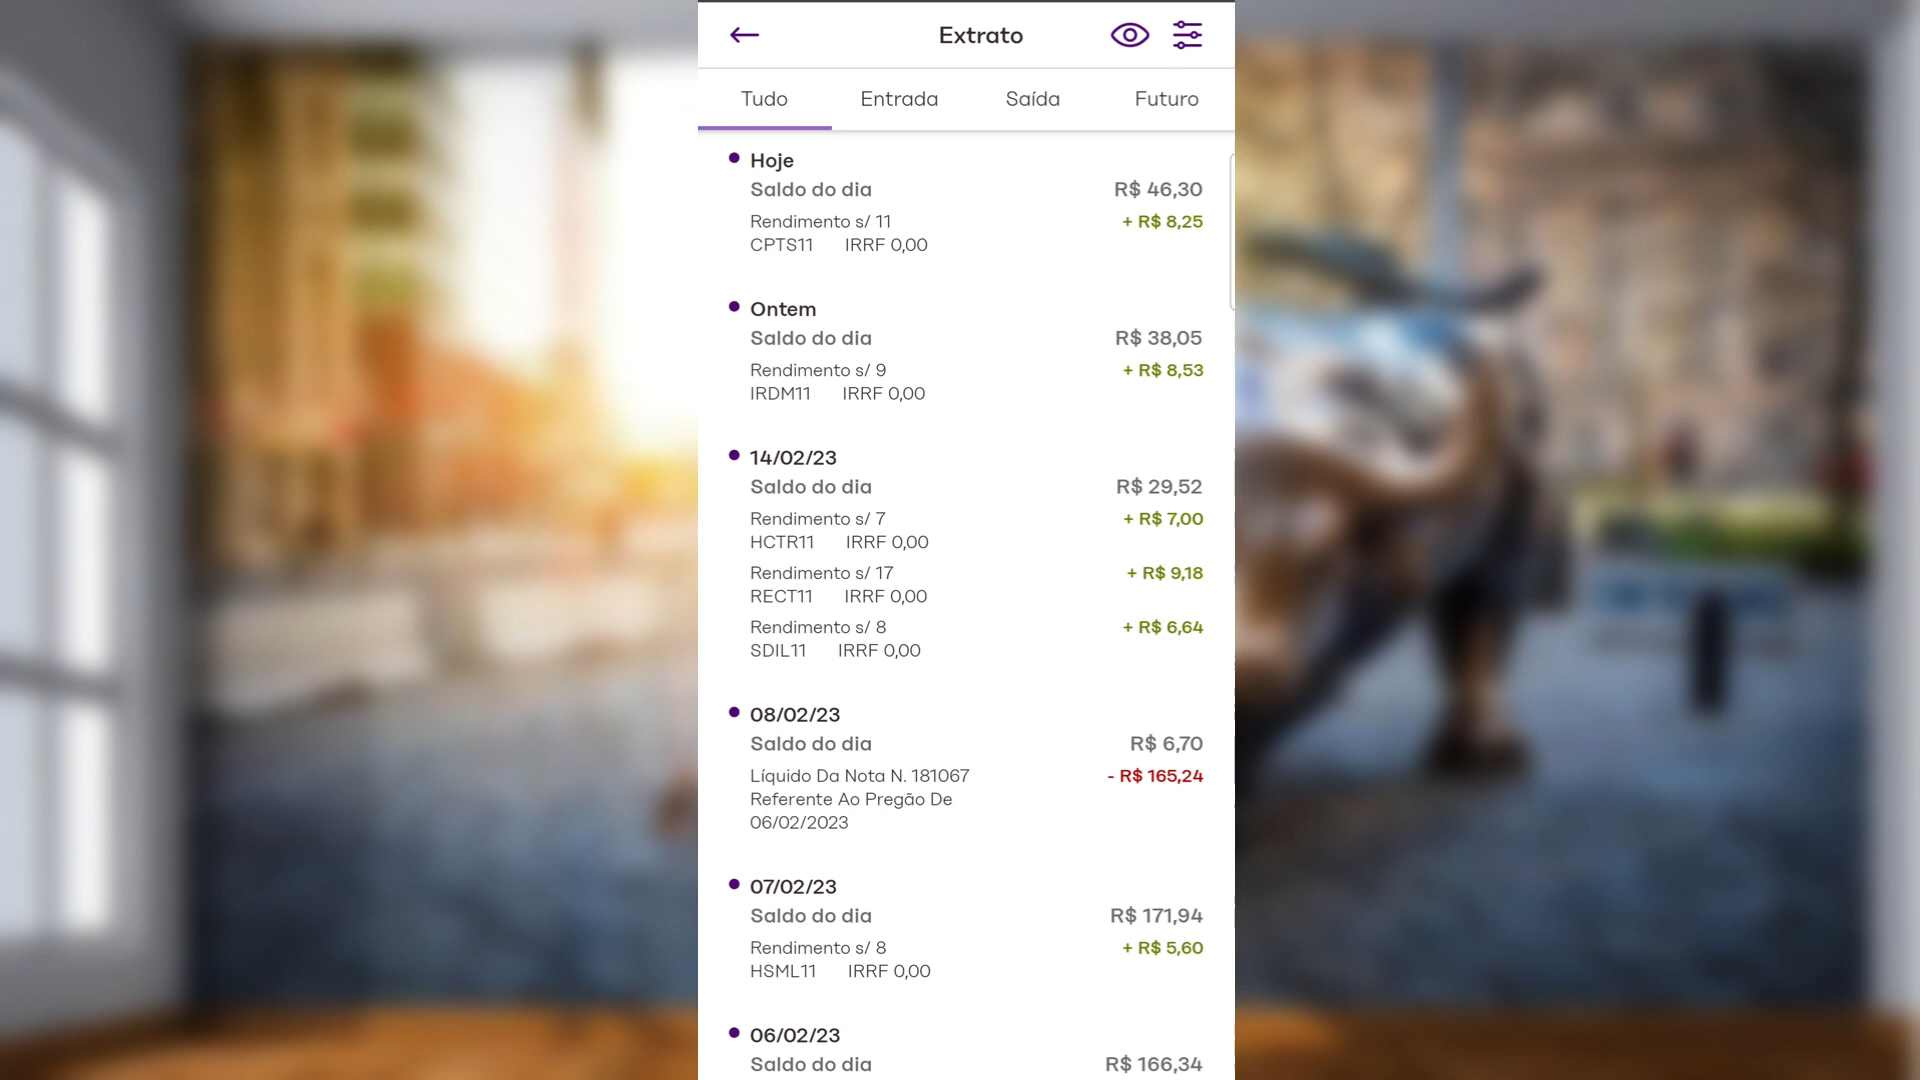 Extrato
Tudo Entrada Saída Futuro
Hoje
Saldo do dia R$ 46,30
Rendimento s/ 11 + R$ 8,25
CPTS11 IRRF 0,00
Ontem
Saldo do dia R$ 38,05
Rendimento s/ 9 + R$ 8,53
IRDM11 IRRF 0,00
14/02/23
Saldo do dia R$ 29,52
Rendimento s/ 7 + R$ 7,00
HCTR11 IRRF 0,00
Rendimento s/ 17 + R$ 9,18
RECT11 IRRF 0,00
Rendimento s/ 8 + R$ 6,64
SDIL11 IRRF 0,00
08/02/23
Saldo do dia R$ 6,70
Líquido Da Nota N. 181067 - R$ 165,24
Referente Ao Pregão De
06/02/2023
07/02/23
Saldo do dia R$ 171,94
Rendimento s/ 8 + R$ 5,60
HSML11 IRRF 0,00
06/02/23
Saldo do dia R$ 166,34